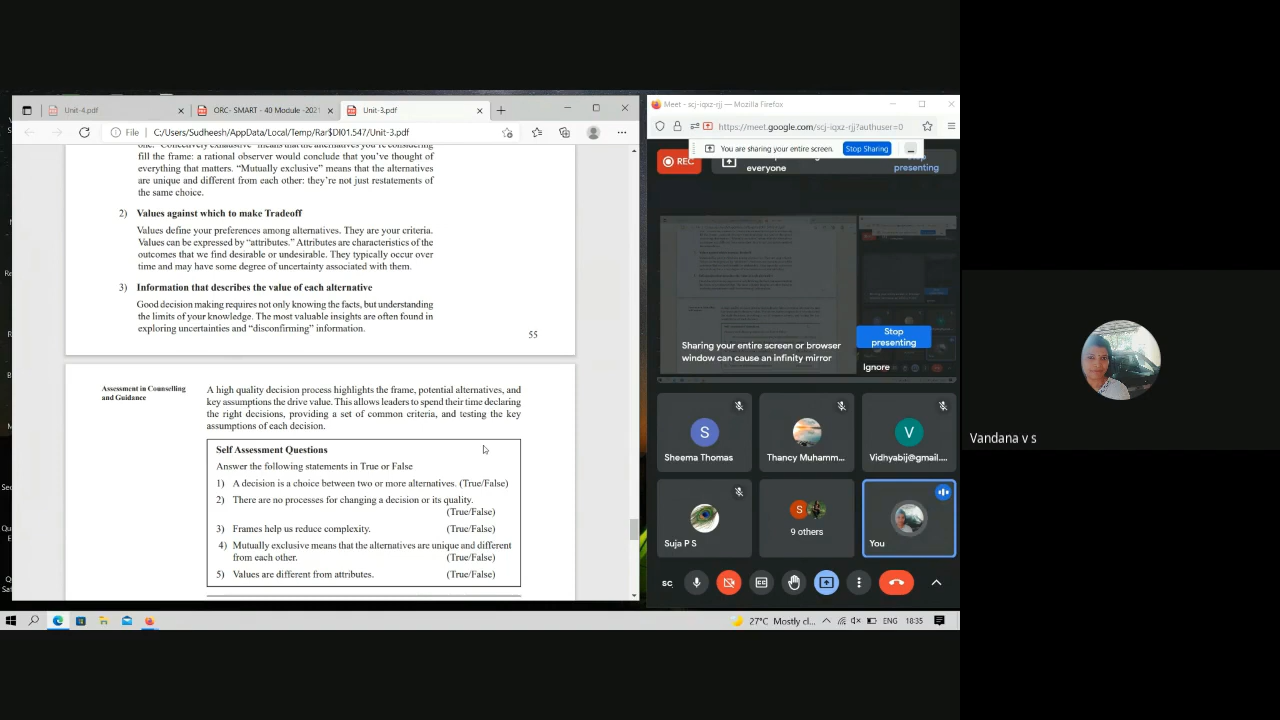 Unit-4.pdf
ORC- SMART - 40 Module -2021
Unit-3.pdf
File
C:/Users/Sudheesh/AppData/Local/Temp/Rar$DI01.547/Unit-3.pdf
one. "Collectively exhaustive" means that the alternatives you're considering
fill the frame: a rational observer would conclude that you've thought of
everything that matters. "Mutually exclusive" means that the alternatives
are unique and different from each other: they're not just restatements of
the same choice.
2) Values against which to make Tradeoff
Values define your preferences among alternatives. They are your criteria.
Values can be expressed by "attributes." Attributes are characteristics of the
outcomes that we find desirable or undesirable. They typically occur over
time and may have some degree of uncertainty associated with them.
3) Information that describes the value of each alternative
Good decision making requires not only knowing the facts, but understanding
the limits of your knowledge. The most valuable insights are often found in
exploring uncertainties and "disconfirming" information.
55
Assessment in Counselling
and Guidance
A high quality decision process highlights the frame, potential alternatives, and
key assumptions the drive value. This allows leaders to spend their time declaring
the right decisions, providing a set of common criteria, and testing the key
assumptions of each decision.
Self Assessment Questions
Answer the following statements in True or False
1) A decision is a choice between two or more alternatives. (True/False)
2) There are no processes for changing a decision or its quality.
(True/False)
3) Frames help us reduce complexity. (True/False)
4) Mutually exclusive means that the alternatives are unique and different
from each other. (True/False)
5) Values are different from attributes. (True/False)
Meet - scj-iqxz-rjj — Mozilla Firefox
https://meet.google.com/scj-iqxz-rjj?authuser=0
You are sharing your entire screen.
Stop Sharing
REC
everyone
presenting
Stop
presenting
Sharing your entire screen or browser
window can cause an infinity mirror
Ignore
S
Sheema Thomas
Thancy Muhamm...
V
Vidhyabij@gmail....
Suja P S
S
9 others
You
sc
27°C Mostly cl...
ENG
18:35
Vandana v s